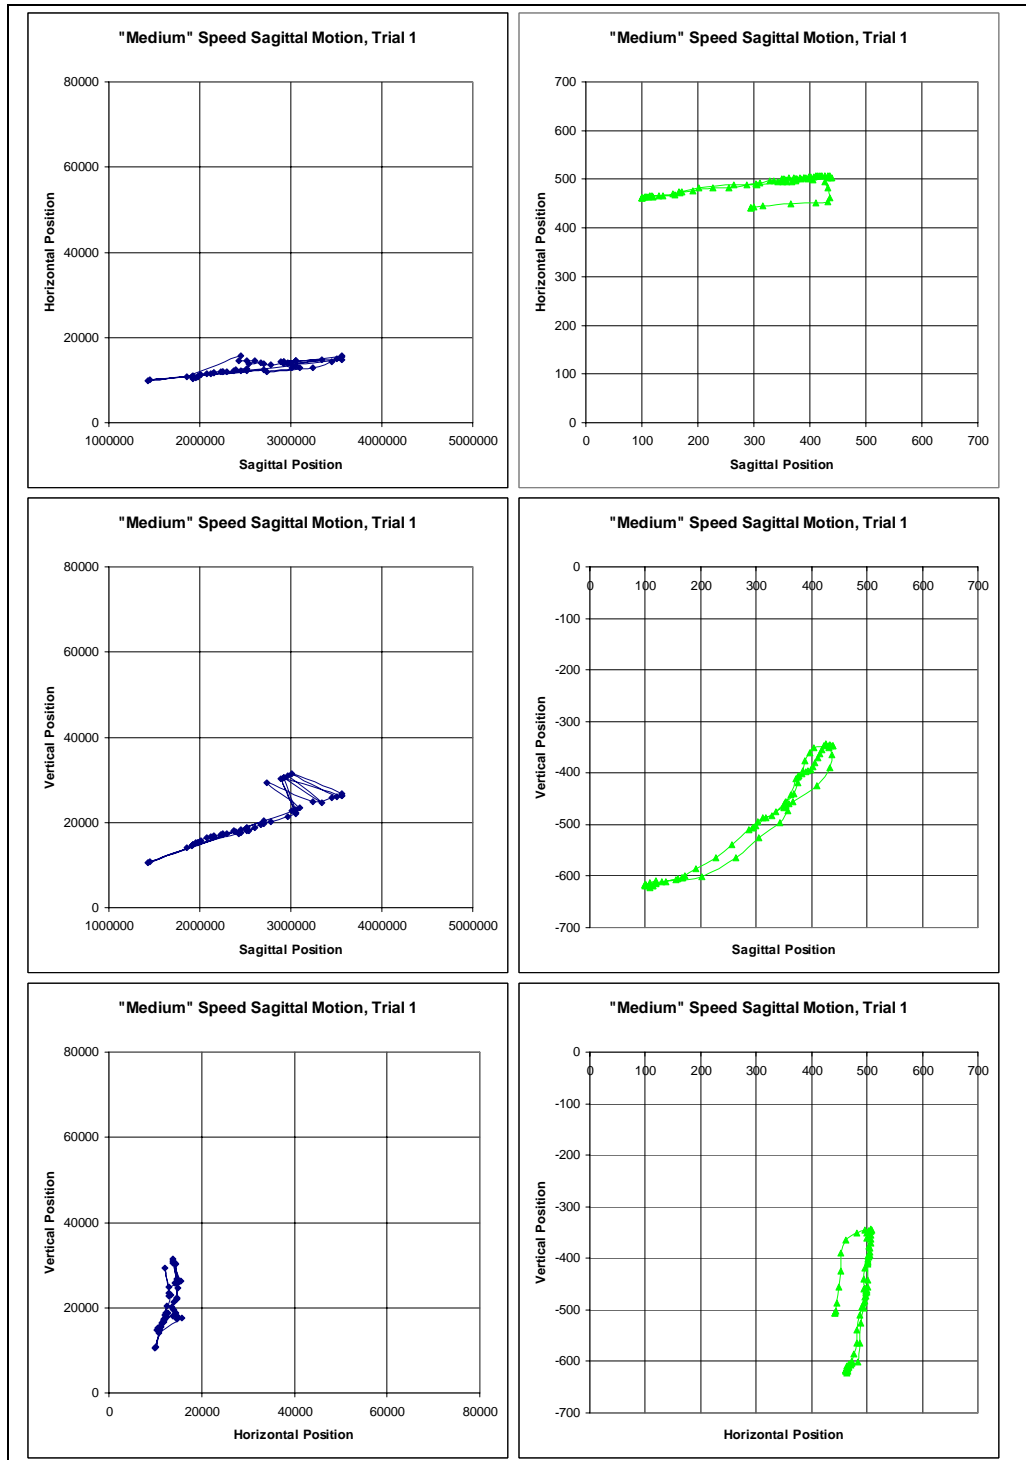 "Medium" Speed Sagittal Motion, Trial 1
80000
60000
40000
20000
0
1000000 2000000 3000000 4000000 5000000
Horizontal Position
Sagittal Position
"Medium" Speed Sagittal Motion, Trial 1
700
600
500
400
300
200
100
0
0 100 200 300 400 500 600 700
Horizontal Position
Sagittal Position
"Medium" Speed Sagittal Motion, Trial 1
80000
60000
40000
20000
0
1000000 2000000 3000000 4000000 5000000
Vertical Position
Sagittal Position
"Medium" Speed Sagittal Motion, Trial 1
0
0 100 200 300 400 500 600 700
-100
-200
-300
-400
-500
-600
-700
Vertical Position
Sagittal Position
"Medium" Speed Sagittal Motion, Trial 1
80000
60000
40000
20000
0
0 20000 40000 60000 80000
Vertical Position
Horizontal Position
"Medium" Speed Sagittal Motion, Trial 1
0
0 100 200 300 400 500 600 700
-100
-200
-300
-400
-500
-600
-700
Vertical Position
Horizontal Position